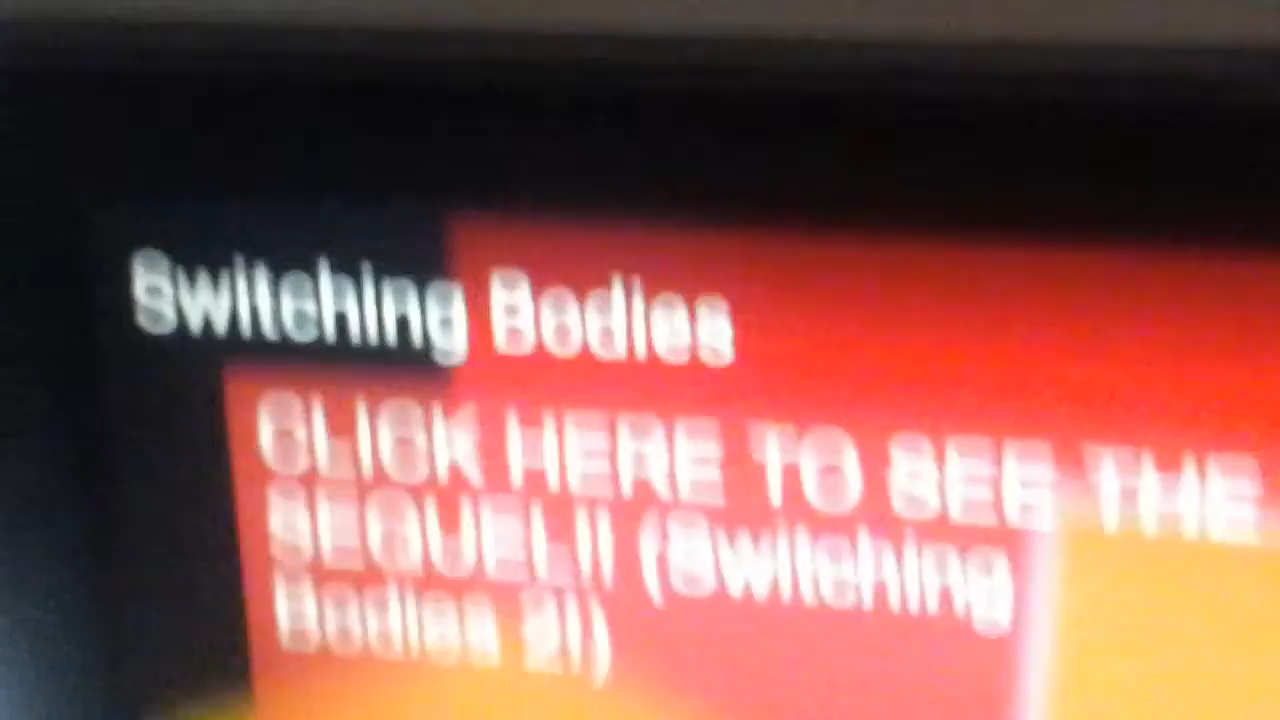 Switching Bodies
CLICK HERE TO SEE THE
SEQUEL!! (Switching
Bodies 2!)